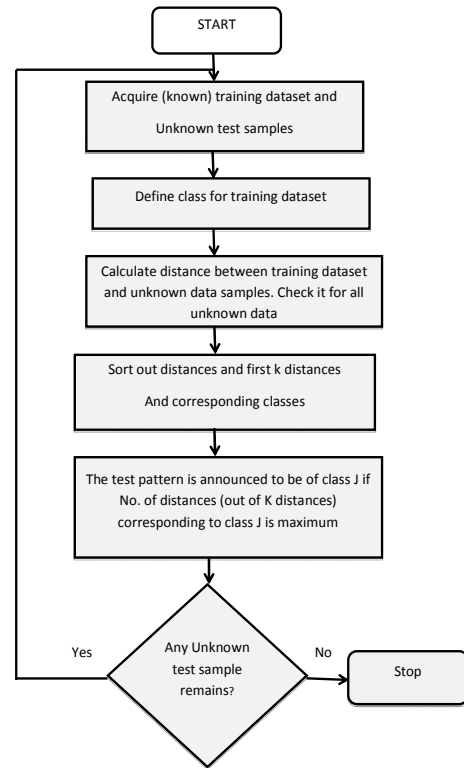 START
Acquire (known) training dataset and
Unknown test samples
Define class for training dataset
Calculate distance between training dataset
and unknown data samples. Check it for all
unknown data
Sort out distances and first k distances
And corresponding classes
The test pattern is announced to be of class J if
No. of distances (out of K distances)
corresponding to class J is maximum
Yes
Any Unknown
test sample
remains?
No
Stop